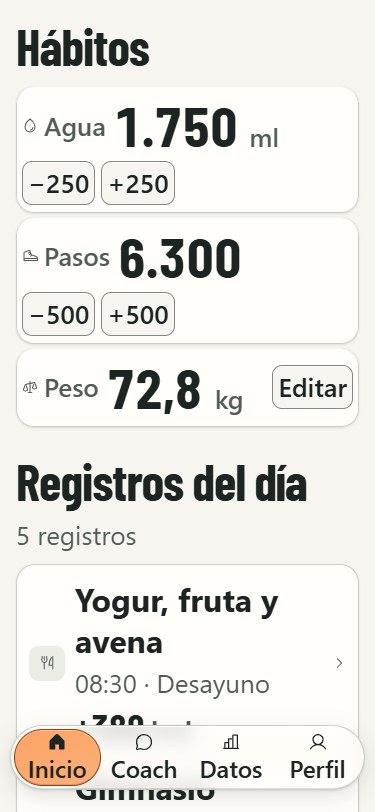 Hábitos
Agua 1.750 ml
−250 +250
Pasos 6.300
−500 +500
Peso 72,8 kg Editar
Registros del día
5 registros
Yogur, fruta y
avena
08:30 · Desayuno
Inicio Coach Datos Perfil
Gimnasio